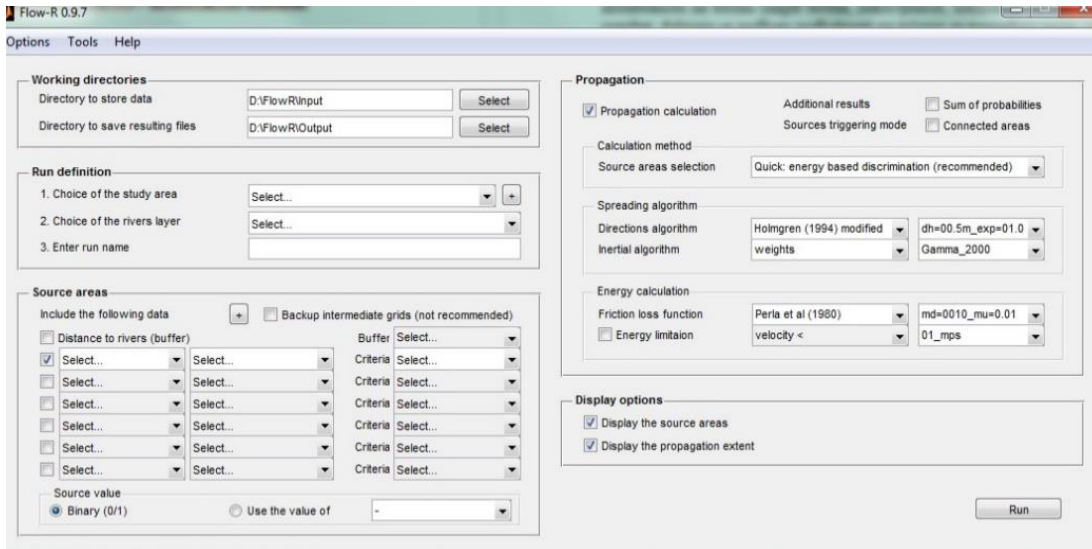 Flow-R 0.9.7
Options Tools Help
Working directories
Directory to store data D:\FlowR\Input Select
Directory to save resulting files D:\FlowR\Output Select
Run definition
1. Choice of the study area Select... +
2. Choice of the rivers layer Select...
3. Enter run name
Source areas
Include the following data + Backup intermediate grids (not recommended)
Distance to rivers (buffer) Buffer Select...
Select... Select... Criteria Select...
Select... Select... Criteria Select...
Select... Select... Criteria Select...
Select... Select... Criteria Select...
Select... Select... Criteria Select...
Select... Select... Criteria Select...
Source value
Binary (0/1) Use the value of -
Propagation
Propagation calculation Additional results Sum of probabilities
Sources triggering mode Connected areas
Calculation method
Source areas selection Quick: energy based discrimination (recommended)
Spreading algorithm
Directions algorithm Holmgren (1994) modified dh=00.5m_exp=01.0
Inertial algorithm weights Gamma_2000
Energy calculation
Friction loss function Perla et al (1980) md=0010_mu=0.01
Energy limitaion velocity < 01_mps
Display options
Display the source areas
Display the propagation extent
Run